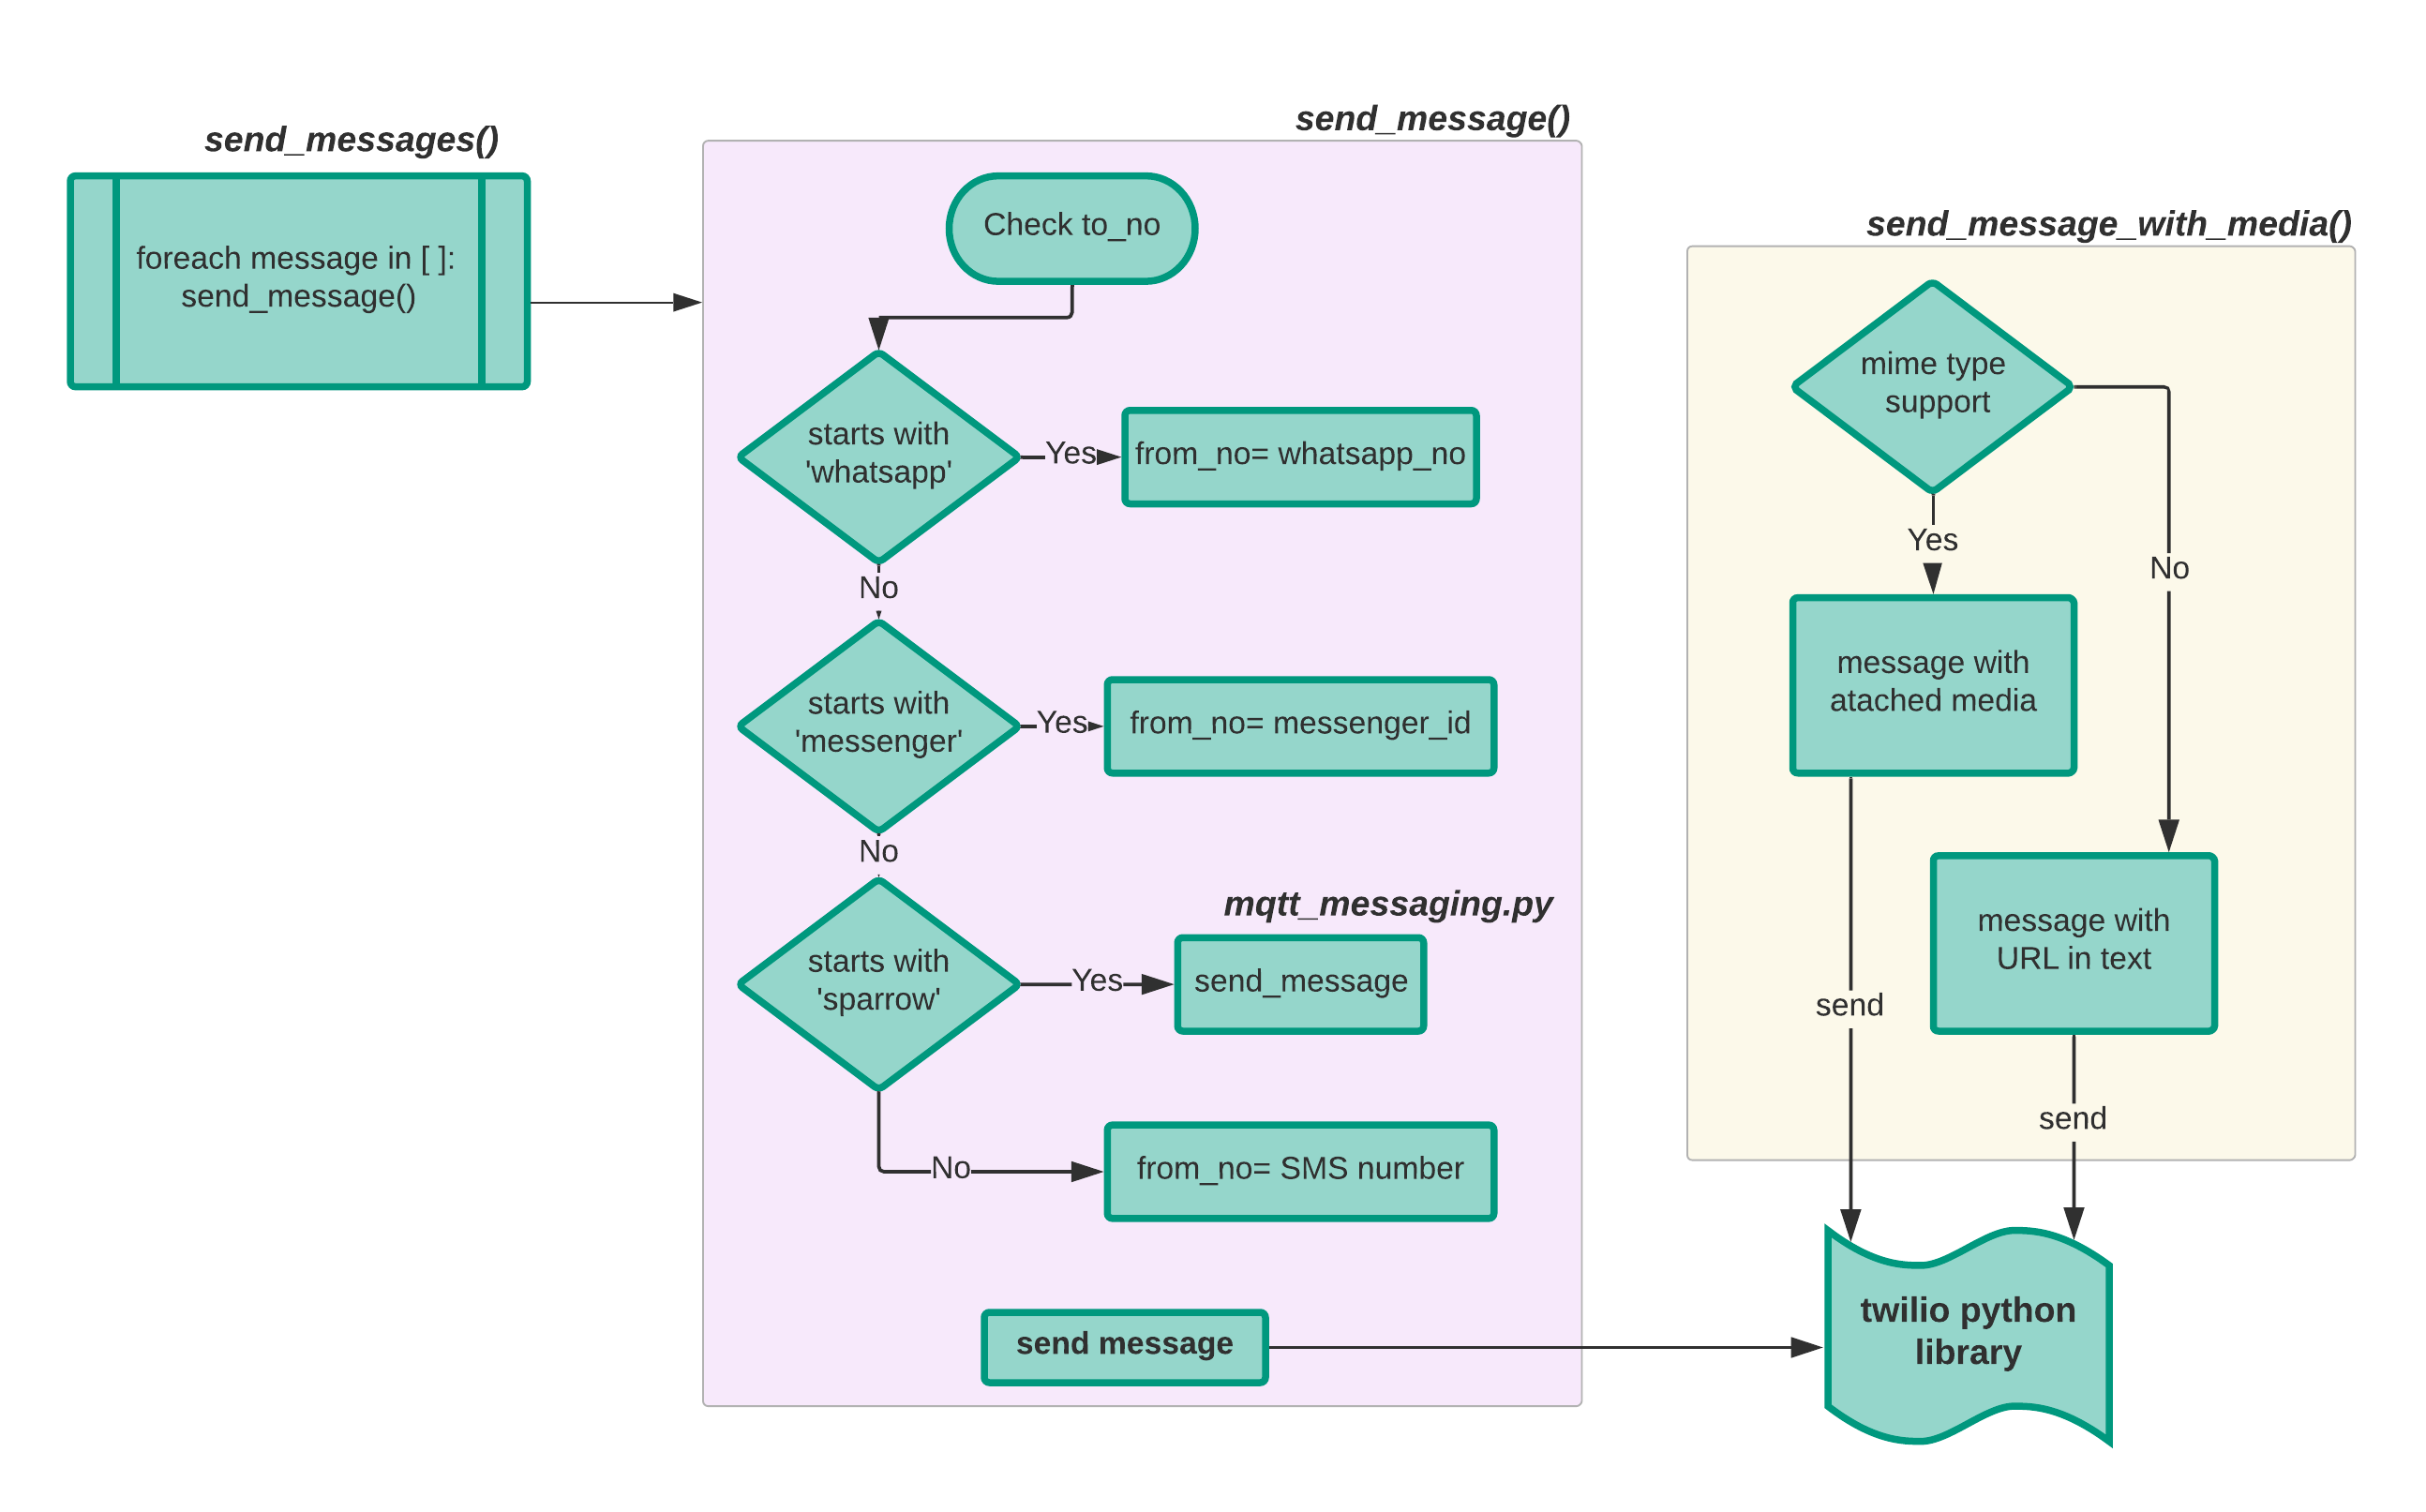 send_messages()
foreach message in [ ]:
send_message()
send_message()
Check to_no
starts with
'whatsapp'
Yes
from_no= whatsapp_no
No
starts with
'messenger'
Yes
from_no= messenger_id
No
mqtt_messaging.py
starts with
'sparrow'
Yes
send_message
No
from_no= SMS number
send message
send_message_with_media()
mime type
support
Yes
No
message with
atached media
message with
URL in text
send
send
twilio python
library